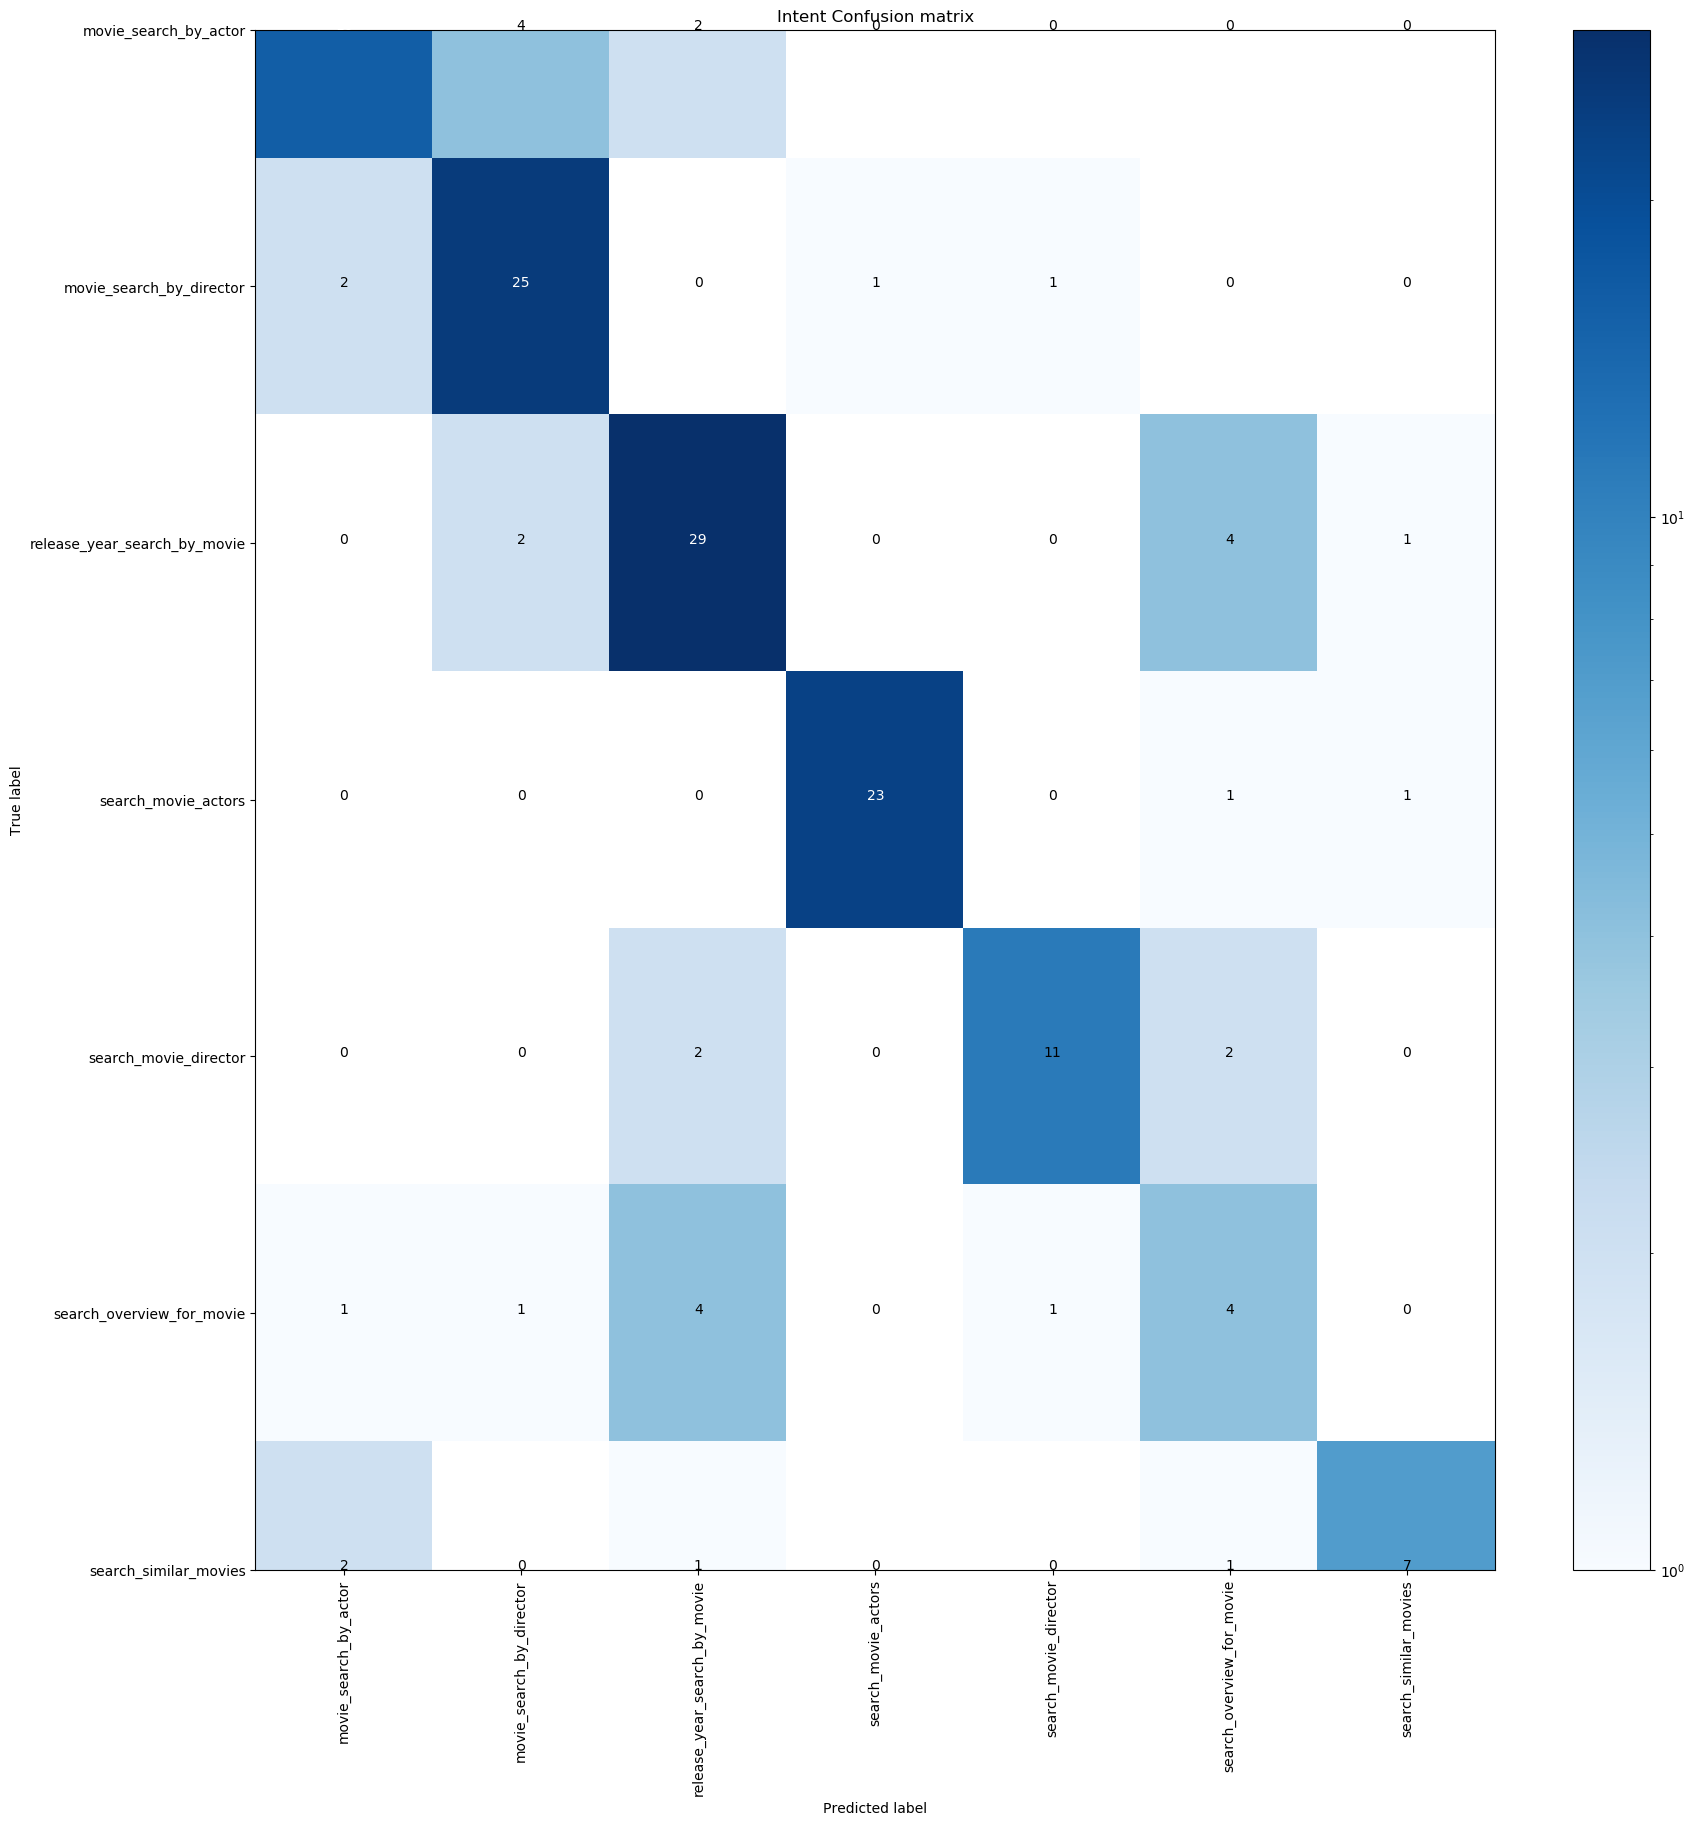 Intent Confusion matrix
movie_search_by_actor 4 2 0 0 0 0
movie_search_by_director 2 25 0 1 1 0 0
release_year_search_by_movie 0 2 29 0 0 4 1
10¹
search_movie_actors 0 0 0 23 0 1 1
True label
search_movie_director 0 0 2 0 11 2 0
search_overview_for_movie 1 1 4 0 1 4 0
search_similar_movies 2 0 1 0 0 1 7
10⁰
movie_search_by_actor
movie_search_by_director
release_year_search_by_movie
search_movie_actors
search_movie_director
search_overview_for_movie
search_similar_movies
Predicted label